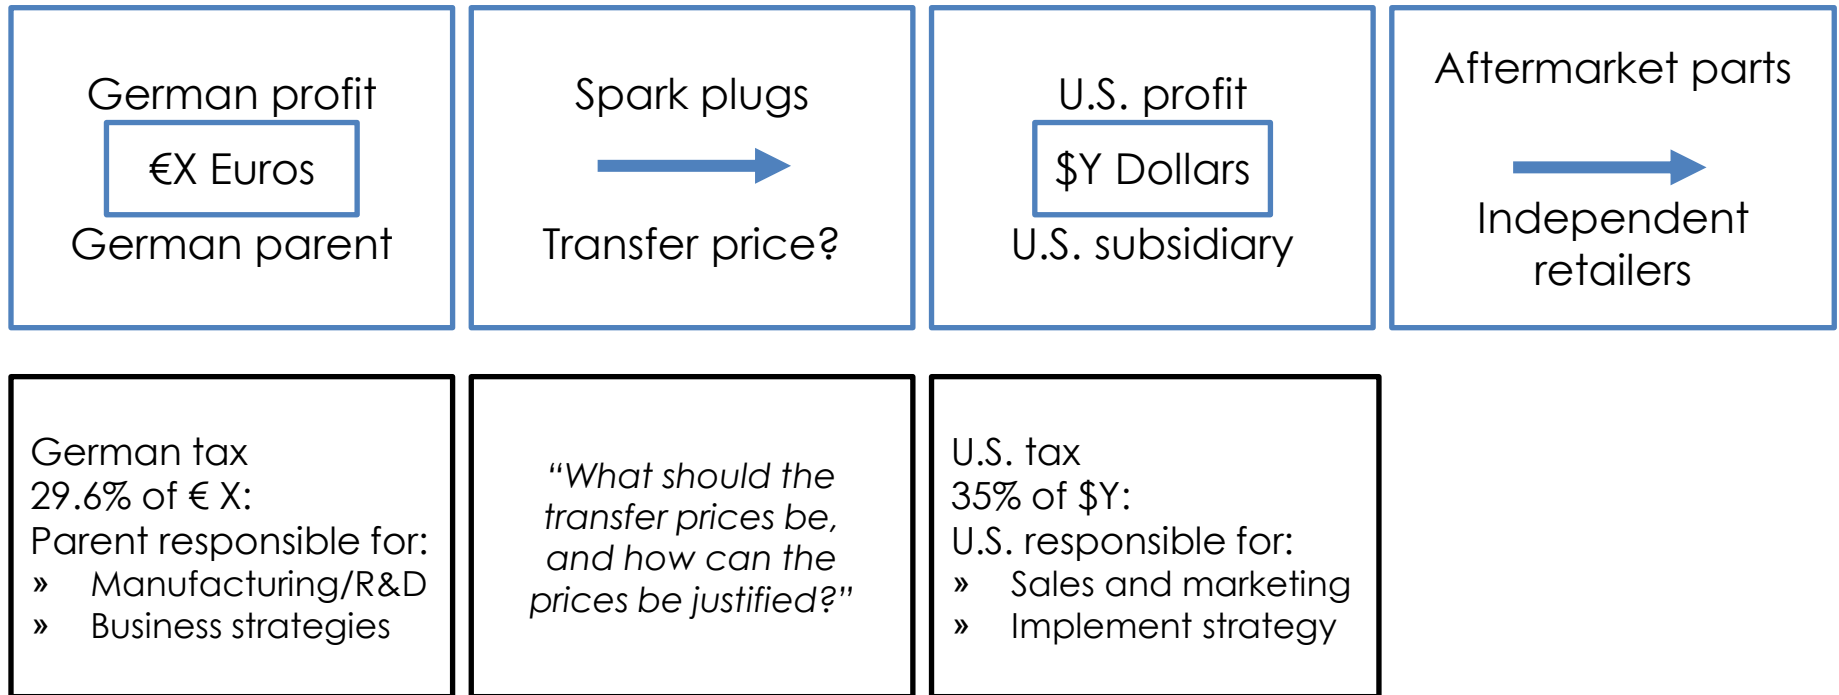 German profit
€X Euros
German parent
Spark plugs
Transfer price?
U.S. profit
$Y Dollars
U.S. subsidiary
Aftermarket parts
Independent
retailers
German tax
29.6% of € X:
Parent responsible for:
» Manufacturing/R&D
» Business strategies
“What should the
transfer prices be,
and how can the
prices be justified?”
U.S. tax
35% of $Y:
U.S. responsible for:
» Sales and marketing
» Implement strategy